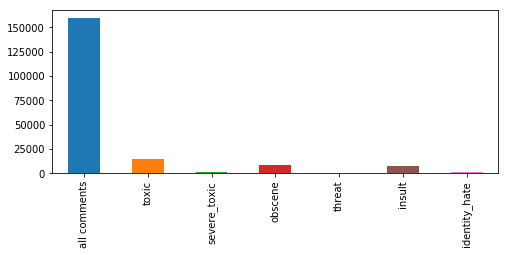 150000
125000
100000
75000
50000
25000
0
all comments
toxic
severe_toxic
obscene
threat
insult
identity_hate